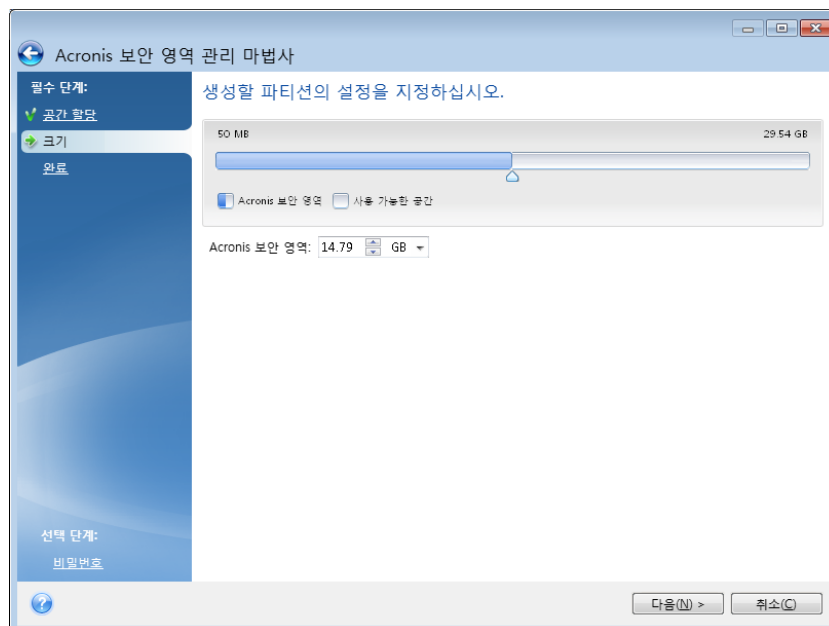 Acronis 보안 영역 관리 마법사
필수 단계:
공간 할당
크기
완료
선택 단계:
비밀번호
생성할 파티션의 설정을 지정하십시오.
50 MB 29.54 GB
Acronis 보안 영역 사용 가능한 공간
Acronis 보안 영역: 14.79 GB
다음(N) > 취소(C)